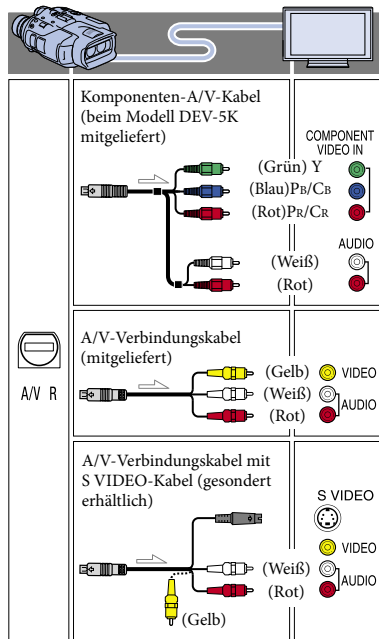 Komponenten-A/V-Kabel
(beim Modell DEV-5K
mitgeliefert)
COMPONENT
VIDEO IN
(Grün) Y
(Blau)PB/CB
(Rot)PR/CR
AUDIO
(Weiß)
(Rot)
A/V R
A/V-Verbindungskabel
(mitgeliefert)
(Gelb)
VIDEO
(Weiß)
(Rot)
AUDIO
A/V-Verbindungskabel mit
S VIDEO-Kabel (gesondert
erhältlich)
S VIDEO
VIDEO
(Weiß)
(Rot)
AUDIO
(Gelb)